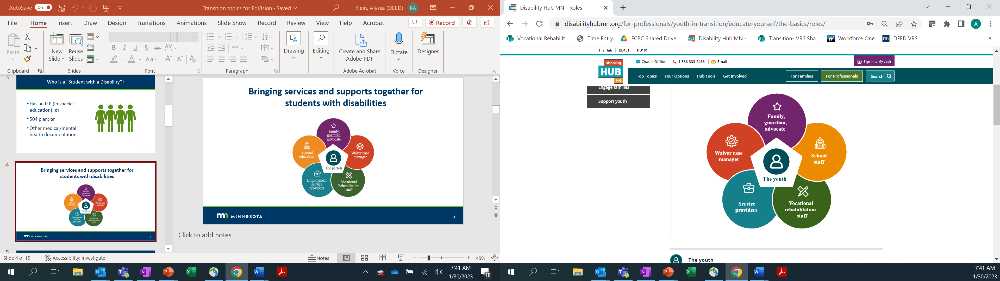 AutoSave On
Transition topics for EdVision • Saved
Klein, Alyssa (DEED) KA
File Home Insert Draw Design Transitions Animations Slide Show Record Review View Help Acrobat Record
Paste
New Slide
Reuse Slides
Drawing
Editing
Create and Share Adobe PDF
Dictate
Designer
Clipboard Slides Font Paragraph Adobe Acrobat Voice Designer
3
Who is a “Student with a Disability”?
• Has an IEP (in special
education); or
• 504 plan; or
• Other medical/mental
health documentation
3
4
Bringing services and supports together for
students with disabilities
Family,
guardian,
advocate
Special
education
Waiver case
manager
The person
Employment
service
providers
Vocational
Rehabilitation
staff
MINNESOTA
4
5
Bringing services and supports together for
students with disabilities
Family,
guardian,
advocate
Special
education
Waiver case
manager
The person
Employment
service
providers
Vocational
Rehabilitation
staff
MINNESOTA
4
Click to add notes
Slide 4 of 15
Accessibility: Investigate
Notes
45%
7:41 AM
1/30/2023
18
Disability Hub MN - Roles
disabilityhubmn.org/for-professionals/youth-in-transition/educate-yourself/the-basics/roles/
A
Vocational Rehabilit...
Time Entry
ECBC Shared Drive...
Disability Hub MN -...
Transition- VRS Sha...
Workforce One
DEED VRS
The Hub DB101 HB101
Disability
HUB
MN
Chat is Offline
1-866-333-2466
Email
Sign in to My Vault
Top Topics Your Options Hub Tools Get Involved
For Families For Professionals Search
Engage families
Support youth
Family,
guardian,
advocate
Waiver case
manager
School
staff
The youth
Service
providers
Vocational
rehabilitation
staff
The youth
7:41 AM
1/30/2023